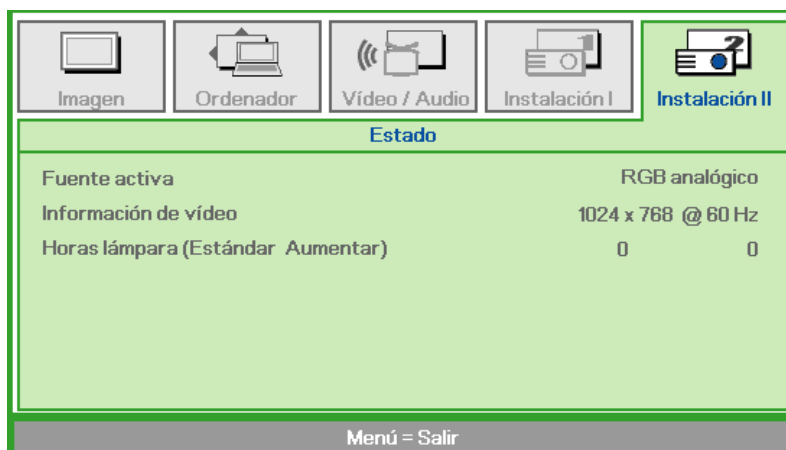 Imagen Ordenador Vídeo / Audio Instalación I Instalación II
Estado
Fuente activa RGB analógico
Información de vídeo 1024 x 768 @ 60 Hz
Horas lámpara (Estándar Aumentar) 0 0
Menú = Salir